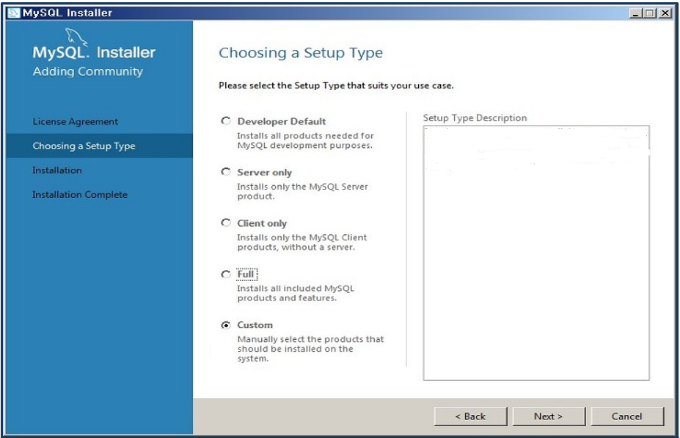 MySQL Installer
MySQL. Installer
Adding Community
License Agreement
Choosing a Setup Type
Installation
Installation Complete
Choosing a Setup Type
Please select the Setup Type that suits your use case.
Developer Default
Installs all products needed for
MySQL development purposes.
Server only
Installs only the MySQL Server
product.
Client only
Installs only the MySQL Client
products, without a server.
Full
Installs all included MySQL
products and features.
Custom
Manually select the products that
should be installed on the
system.
Setup Type Description
< Back
Next >
Cancel